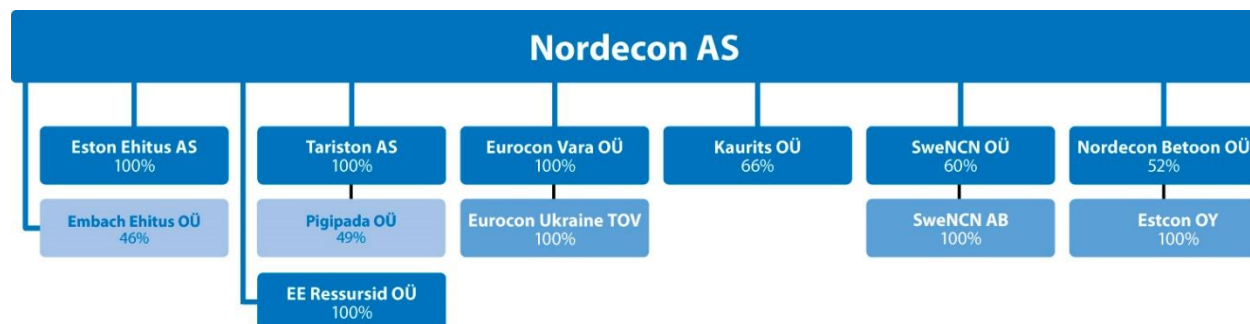 Nordecon AS
Eston Ehitus AS
100%
Tariston AS
100%
Eurocon Vara OÜ
100%
Kaurits OÜ
66%
SweNCN OÜ
60%
Nordecon Betoon OÜ
52%
Embach Ehitus OÜ
46%
Pigipada OÜ
49%
Eurocon Ukraine TOV
100%
SweNCN AB
100%
Estcon OY
100%
EE Ressursid OÜ
100%